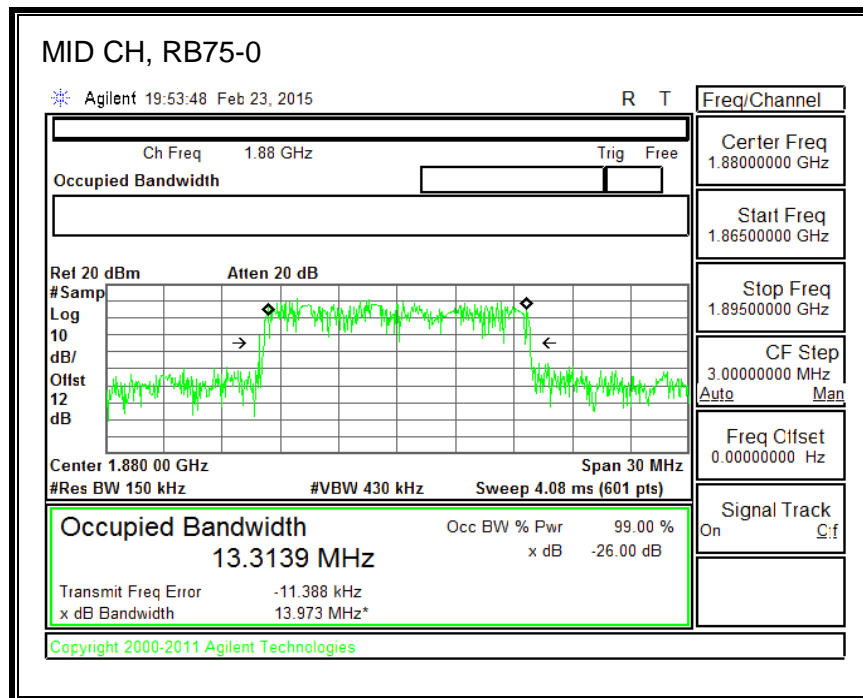 MID CH, RB75-0
Agilent 19:53:48 Feb 23, 2015 R T
Freq/Channel
Ch Freq 1.88 GHz Trig Free
Occupied Bandwidth
Center Freq
1.88000000 GHz
Start Freq
1.86500000 GHz
Stop Freq
1.89500000 GHz
CF Step
3.00000000 MHz
Auto Man
Freq Offset
0.00000000 Hz
Signal Track
On Off
Ref 20 dBm Atten 20 dB
#Samp
Log
10
dB/
Offst
12
dB
Center 1.880 00 GHz Span 30 MHz
#Res BW 150 kHz #VBW 430 kHz Sweep 4.08 ms (601 pts)
Occupied Bandwidth Occ BW % Pwr 99.00 %
13.3139 MHz x dB -26.00 dB
Transmit Freq Error -11.388 kHz
x dB Bandwidth 13.973 MHz*
Copyright 2000-2011 Agilent Technologies